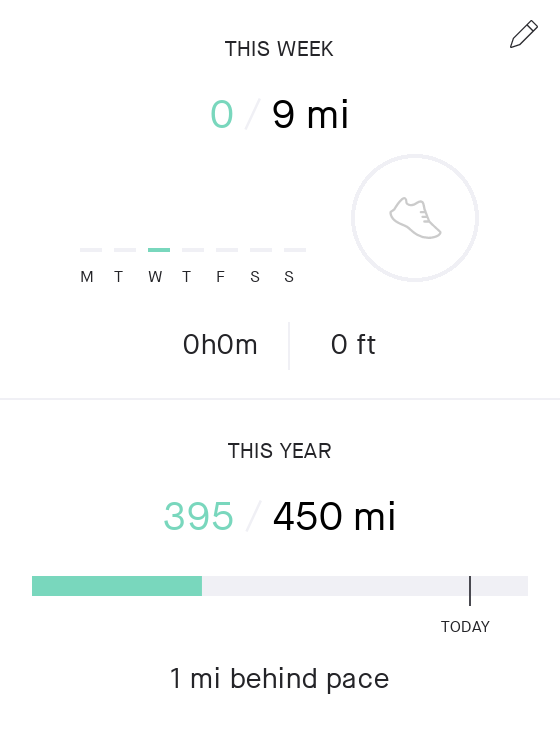 THIS WEEK
0 / 9 mi
M T W T F S S
0h0m 0 ft
THIS YEAR
395 / 450 mi
TODAY
1 mi behind pace